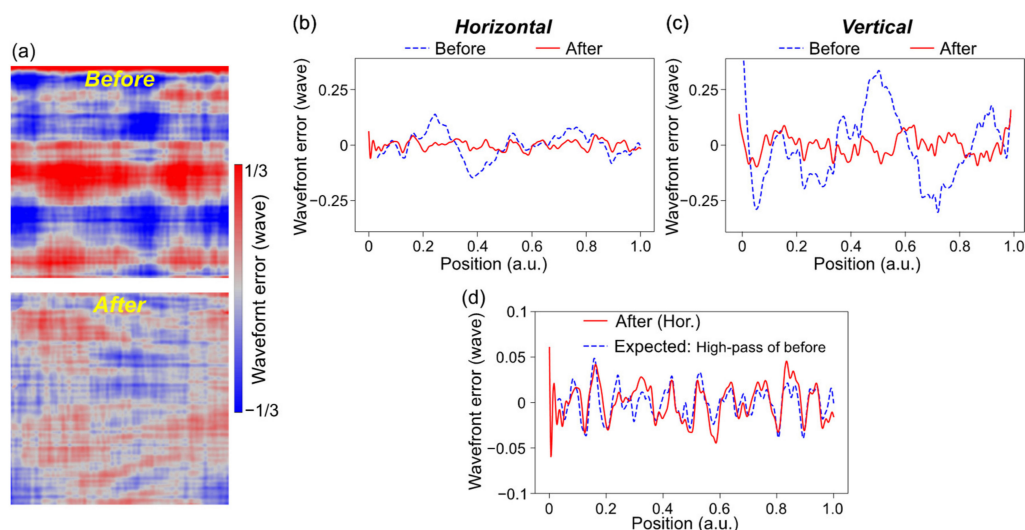 (a)
Before
After
1/3
Wavefornt error (wave)
−1/3
(b)
Horizontal
Before
After
Wavefront error (wave)
0.25
0
−0.25
0
0.2
0.4
0.6
0.8
1.0
Position (a.u.)
(c)
Vertical
Before
After
Wavefront error (wave)
0.25
0
−0.25
0
0.2
0.4
0.6
0.8
1.0
Position (a.u.)
(d)
After (Hor.)
Expected: High-pass of before
Wavefront error (wave)
0.1
0.05
0
−0.05
−0.1
0
0.2
0.4
0.6
0.8
1.0
Position (a.u.)